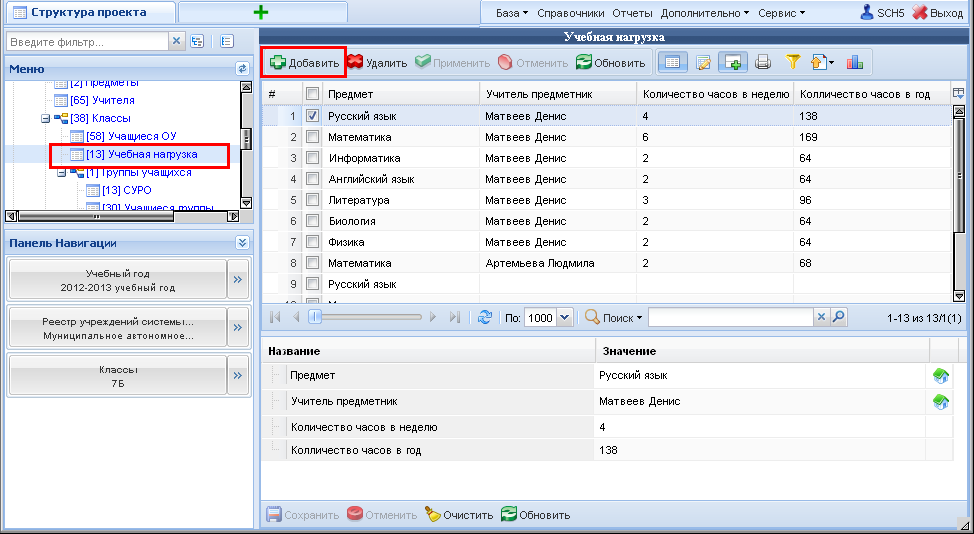 Структура проекта
База Справочники Отчеты Дополнительно Сервис SCH5 Выход
Введите фильтр...
Учебная нагрузка
Меню
Добавить Удалить Применить Отменить Обновить
[2] Предметы
[65] Учителя
[38] Классы
[58] Учащиеся ОУ
[13] Учебная нагрузка
[1] Группы учащихся
[13] СУРО
[30] Учащиеся группы
# Предмет Учитель предметник Количество часов в неделю Колличество часов в год
1 Русский язык Матвеев Денис 4 138
2 Математика Матвеев Денис 6 169
3 Информатика Матвеев Денис 2 64
4 Английский язык Матвеев Денис 2 64
5 Литература Матвеев Денис 3 96
6 Биология Матвеев Денис 2 64
7 Физика Матвеев Денис 2 64
8 Математика Артемьева Людмила 2 68
9 Русский язык
Панель Навигации
Учебный год
2012-2013 учебный год
Реестр учреждений системы...
Муниципальное автономное...
Классы
7Б
По: 1000 Поиск 1-13 из 13/1(1)
Название Значение
Предмет Русский язык
Учитель предметник Матвеев Денис
Количество часов в неделю 4
Колличество часов в год 138
Сохранить Отменить Очистить Обновить